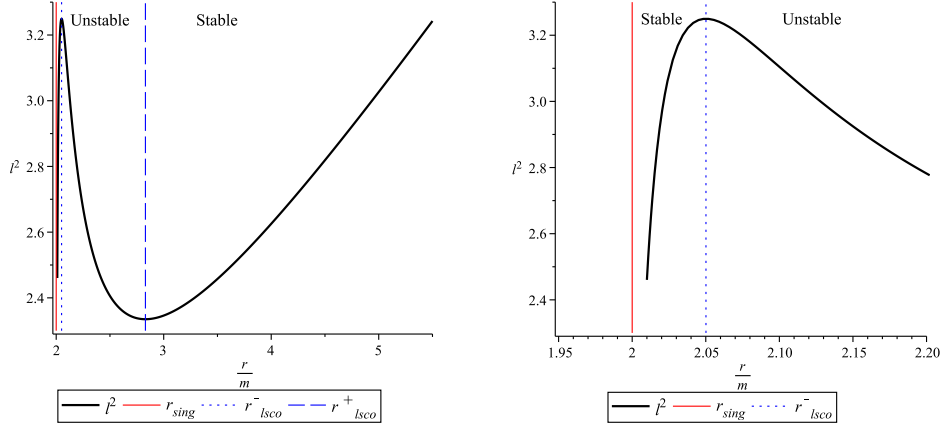 Unstable
Stable
3.2
3.0
2.8
2.6
2.4
l²
2
3
4
5
r/m
l² r_sing r⁻_lsco r⁺_lsco
Stable
Unstable
3.2
3.0
2.8
2.6
2.4
l²
1.95
2
2.05
2.10
2.15
2.20
r/m
l² r_sing r⁻_lsco